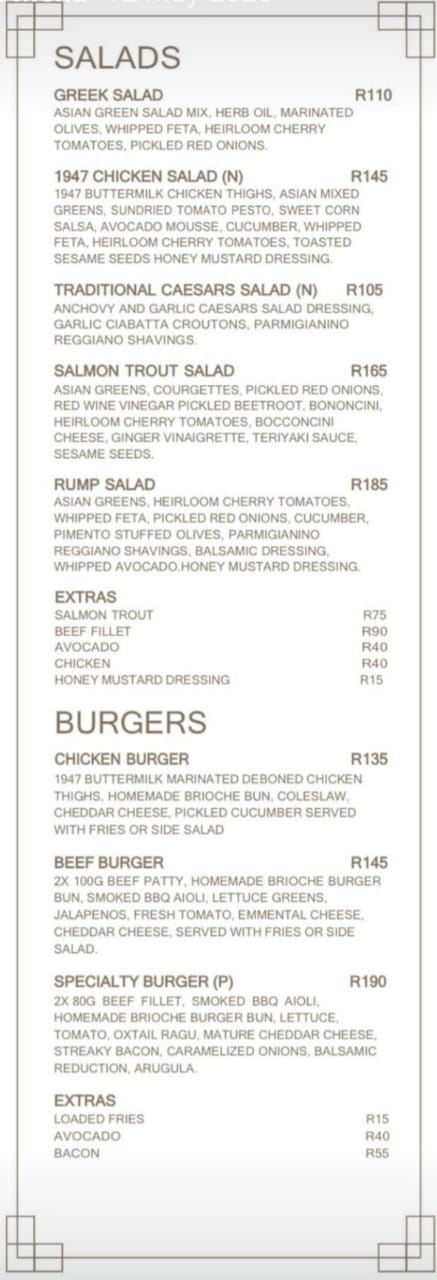 SALADS
GREEK SALAD R110
ASIAN GREEN SALAD MIX, HERB OIL, MARINATED
OLIVES, WHIPPED FETA, HEIRLOOM CHERRY
TOMATOES, PICKLED RED ONIONS.
1947 CHICKEN SALAD (N) R145
1947 BUTTERMILK CHICKEN THIGHS, ASIAN MIXED
GREENS, SUNDRIED TOMATO PESTO, SWEET CORN
SALSA, AVOCADO MOUSSE, CUCUMBER, WHIPPED
FETA, HEIRLOOM CHERRY TOMATOES, TOASTED
SESAME SEEDS HONEY MUSTARD DRESSING.
TRADITIONAL CAESARS SALAD (N) R105
ANCHOVY AND GARLIC CAESARS SALAD DRESSING,
GARLIC CIABATTA CROUTONS, PARMIGIANINO
REGGIANO SHAVINGS.
SALMON TROUT SALAD R165
ASIAN GREENS, COURGETTES, PICKLED RED ONIONS,
RED WINE VINEGAR PICKLED BEETROOT, BONONCINI,
HEIRLOOM CHERRY TOMATOES, BOCCONCINI
CHEESE, GINGER VINAIGRETTE, TERIYAKI SAUCE,
SESAME SEEDS.
RUMP SALAD R185
ASIAN GREENS, HEIRLOOM CHERRY TOMATOES,
WHIPPED FETA, PICKLED RED ONIONS, CUCUMBER,
PIMENTO STUFFED OLIVES, PARMIGIANINO
REGGIANO SHAVINGS, BALSAMIC DRESSING,
WHIPPED AVOCADO.HONEY MUSTARD DRESSING.
EXTRAS
SALMON TROUT R75
BEEF FILLET R90
AVOCADO R40
CHICKEN R40
HONEY MUSTARD DRESSING R15
BURGERS
CHICKEN BURGER R135
1947 BUTTERMILK MARINATED DEBONED CHICKEN
THIGHS, HOMEMADE BRIOCHE BUN, COLESLAW,
CHEDDAR CHEESE, PICKLED CUCUMBER SERVED
WITH FRIES OR SIDE SALAD
BEEF BURGER R145
2X 100G BEEF PATTY, HOMEMADE BRIOCHE BURGER
BUN, SMOKED BBQ AIOLI, LETTUCE GREENS,
JALAPENOS, FRESH TOMATO, EMMENTAL CHEESE,
CHEDDAR CHEESE, SERVED WITH FRIES OR SIDE
SALAD.
SPECIALTY BURGER (P) R190
2X 80G BEEF FILLET, SMOKED BBQ AIOLI,
HOMEMADE BRIOCHE BURGER BUN, LETTUCE,
TOMATO, OXTAIL RAGU, MATURE CHEDDAR CHEESE,
STREAKY BACON, CARAMELIZED ONIONS, BALSAMIC
REDUCTION, ARUGULA.
EXTRAS
LOADED FRIES R15
AVOCADO R40
BACON R55